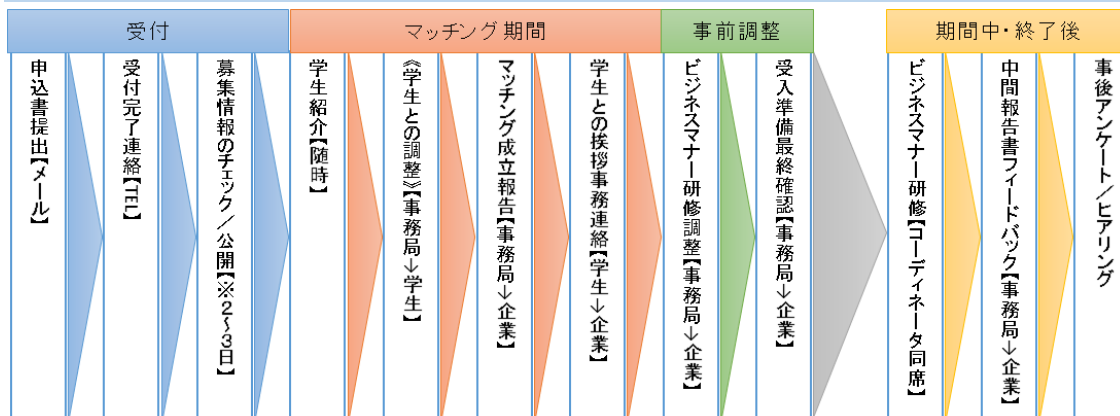 受付
申込書提出【メール】
受付完了連絡【TEL】
募集情報のチェック/公開【※2~3日】
マッチング期間
学生紹介【随時】
《学生との調整》【事務局→学生】
マッチング成立報告【事務局→企業】
学生との挨拶事務連絡【学生→企業】
事前調整
ビジネスマナー研修調整【事務局→企業】
受入準備最終確認【事務局→企業】
期間中・終了後
ビジネスマナー研修【コーディネータ同席】
中間報告書フィードバック【事務局→企業】
事後アンケート/ヒアリング